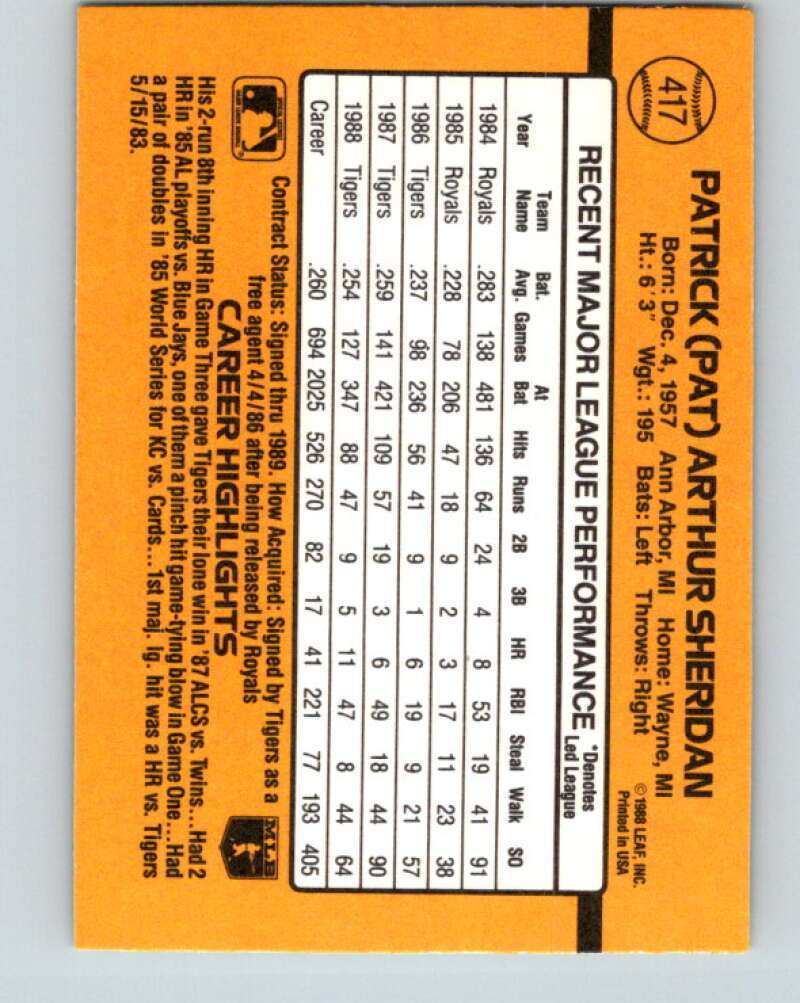 417
PATRICK (PAT) ARTHUR SHERIDAN
Born: Dec. 4, 1957 Ann Arbor, MI Home: Wayne, MI
Ht.: 6'3" Wgt.: 195 Bats: Left Throws: Right
© 1988 LEAF, INC.
Printed in USA
RECENT MAJOR LEAGUE PERFORMANCE
*Denotes
Led League
Year Team Name Bat. Avg. Games At Bat Hits Runs 2B 3B HR RBI Steal Walk SO
1984 Royals .283 138 481 136 64 24 4 8 53 19 41 91
1985 Royals .228 78 206 47 18 9 2 3 17 11 23 38
1986 Tigers .237 98 236 56 41 9 1 6 19 9 21 57
1987 Tigers .259 141 421 109 57 19 3 6 49 18 44 90
1988 Tigers .254 127 347 88 47 9 5 11 47 8 44 64
Career .260 694 2025 526 270 82 17 41 221 77 193 405
Contract Status: Signed thru 1989. How Acquired: Signed by Tigers as a
free agent 4/4/86 after being released by Royals
CAREER HIGHLIGHTS
MLB
His 2-run 8th inning HR in Game Three gave Tigers their lone win in '87 ALCS vs. Twins...Had 2
HR in '85 AL playoffs vs. Blue Jays, one of them a pinch hit game-tying blow in Game One...Had
a pair of doubles in '85 World Series for KC vs. Cards...1st maj. lg. hit was a HR vs. Tigers
5/15/83.